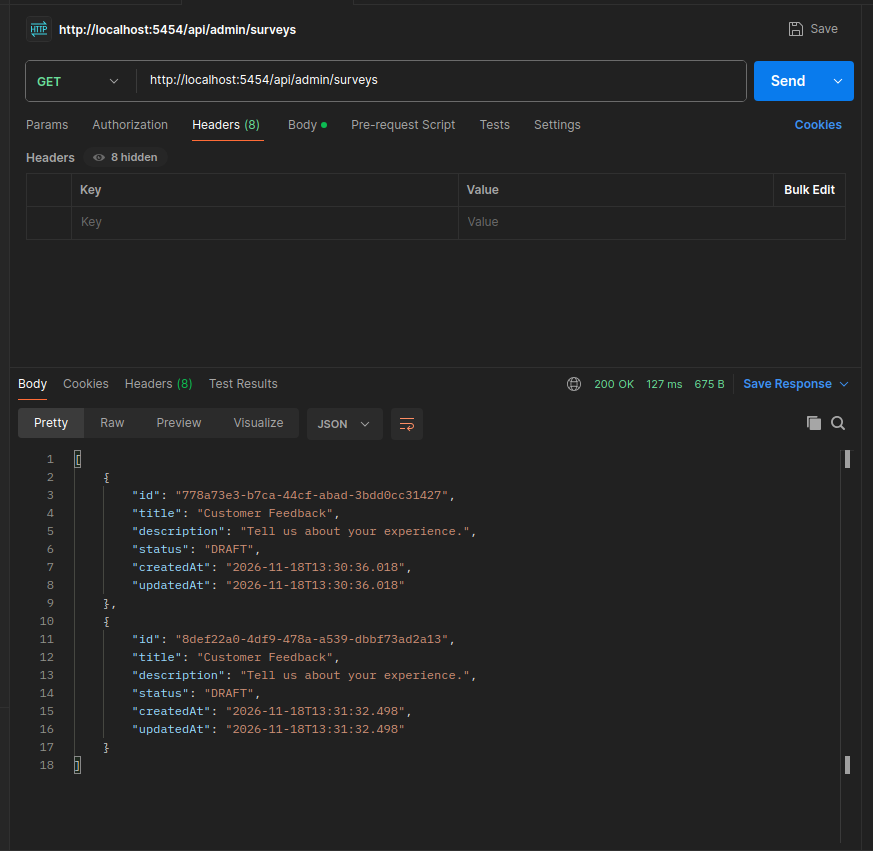 HTTP http://localhost:5454/api/admin/surveys Save
GET http://localhost:5454/api/admin/surveys Send
Params Authorization Headers (8) Body Pre-request Script Tests Settings Cookies
Headers 8 hidden
Key Value Bulk Edit
Key Value
Body Cookies Headers (8) Test Results 200 OK 127 ms 675 B Save Response
Pretty Raw Preview Visualize JSON
1 [
2 {
3 "id": "778a73e3-b7ca-44cf-abad-3bdd0cc31427",
4 "title": "Customer Feedback",
5 "description": "Tell us about your experience.",
6 "status": "DRAFT",
7 "createdAt": "2026-11-18T13:30:36.018",
8 "updatedAt": "2026-11-18T13:30:36.018"
9 },
10 {
11 "id": "8def22a0-4df9-478a-a539-dbbf73ad2a13",
12 "title": "Customer Feedback",
13 "description": "Tell us about your experience.",
14 "status": "DRAFT",
15 "createdAt": "2026-11-18T13:31:32.498",
16 "updatedAt": "2026-11-18T13:31:32.498"
17 }
18 ]